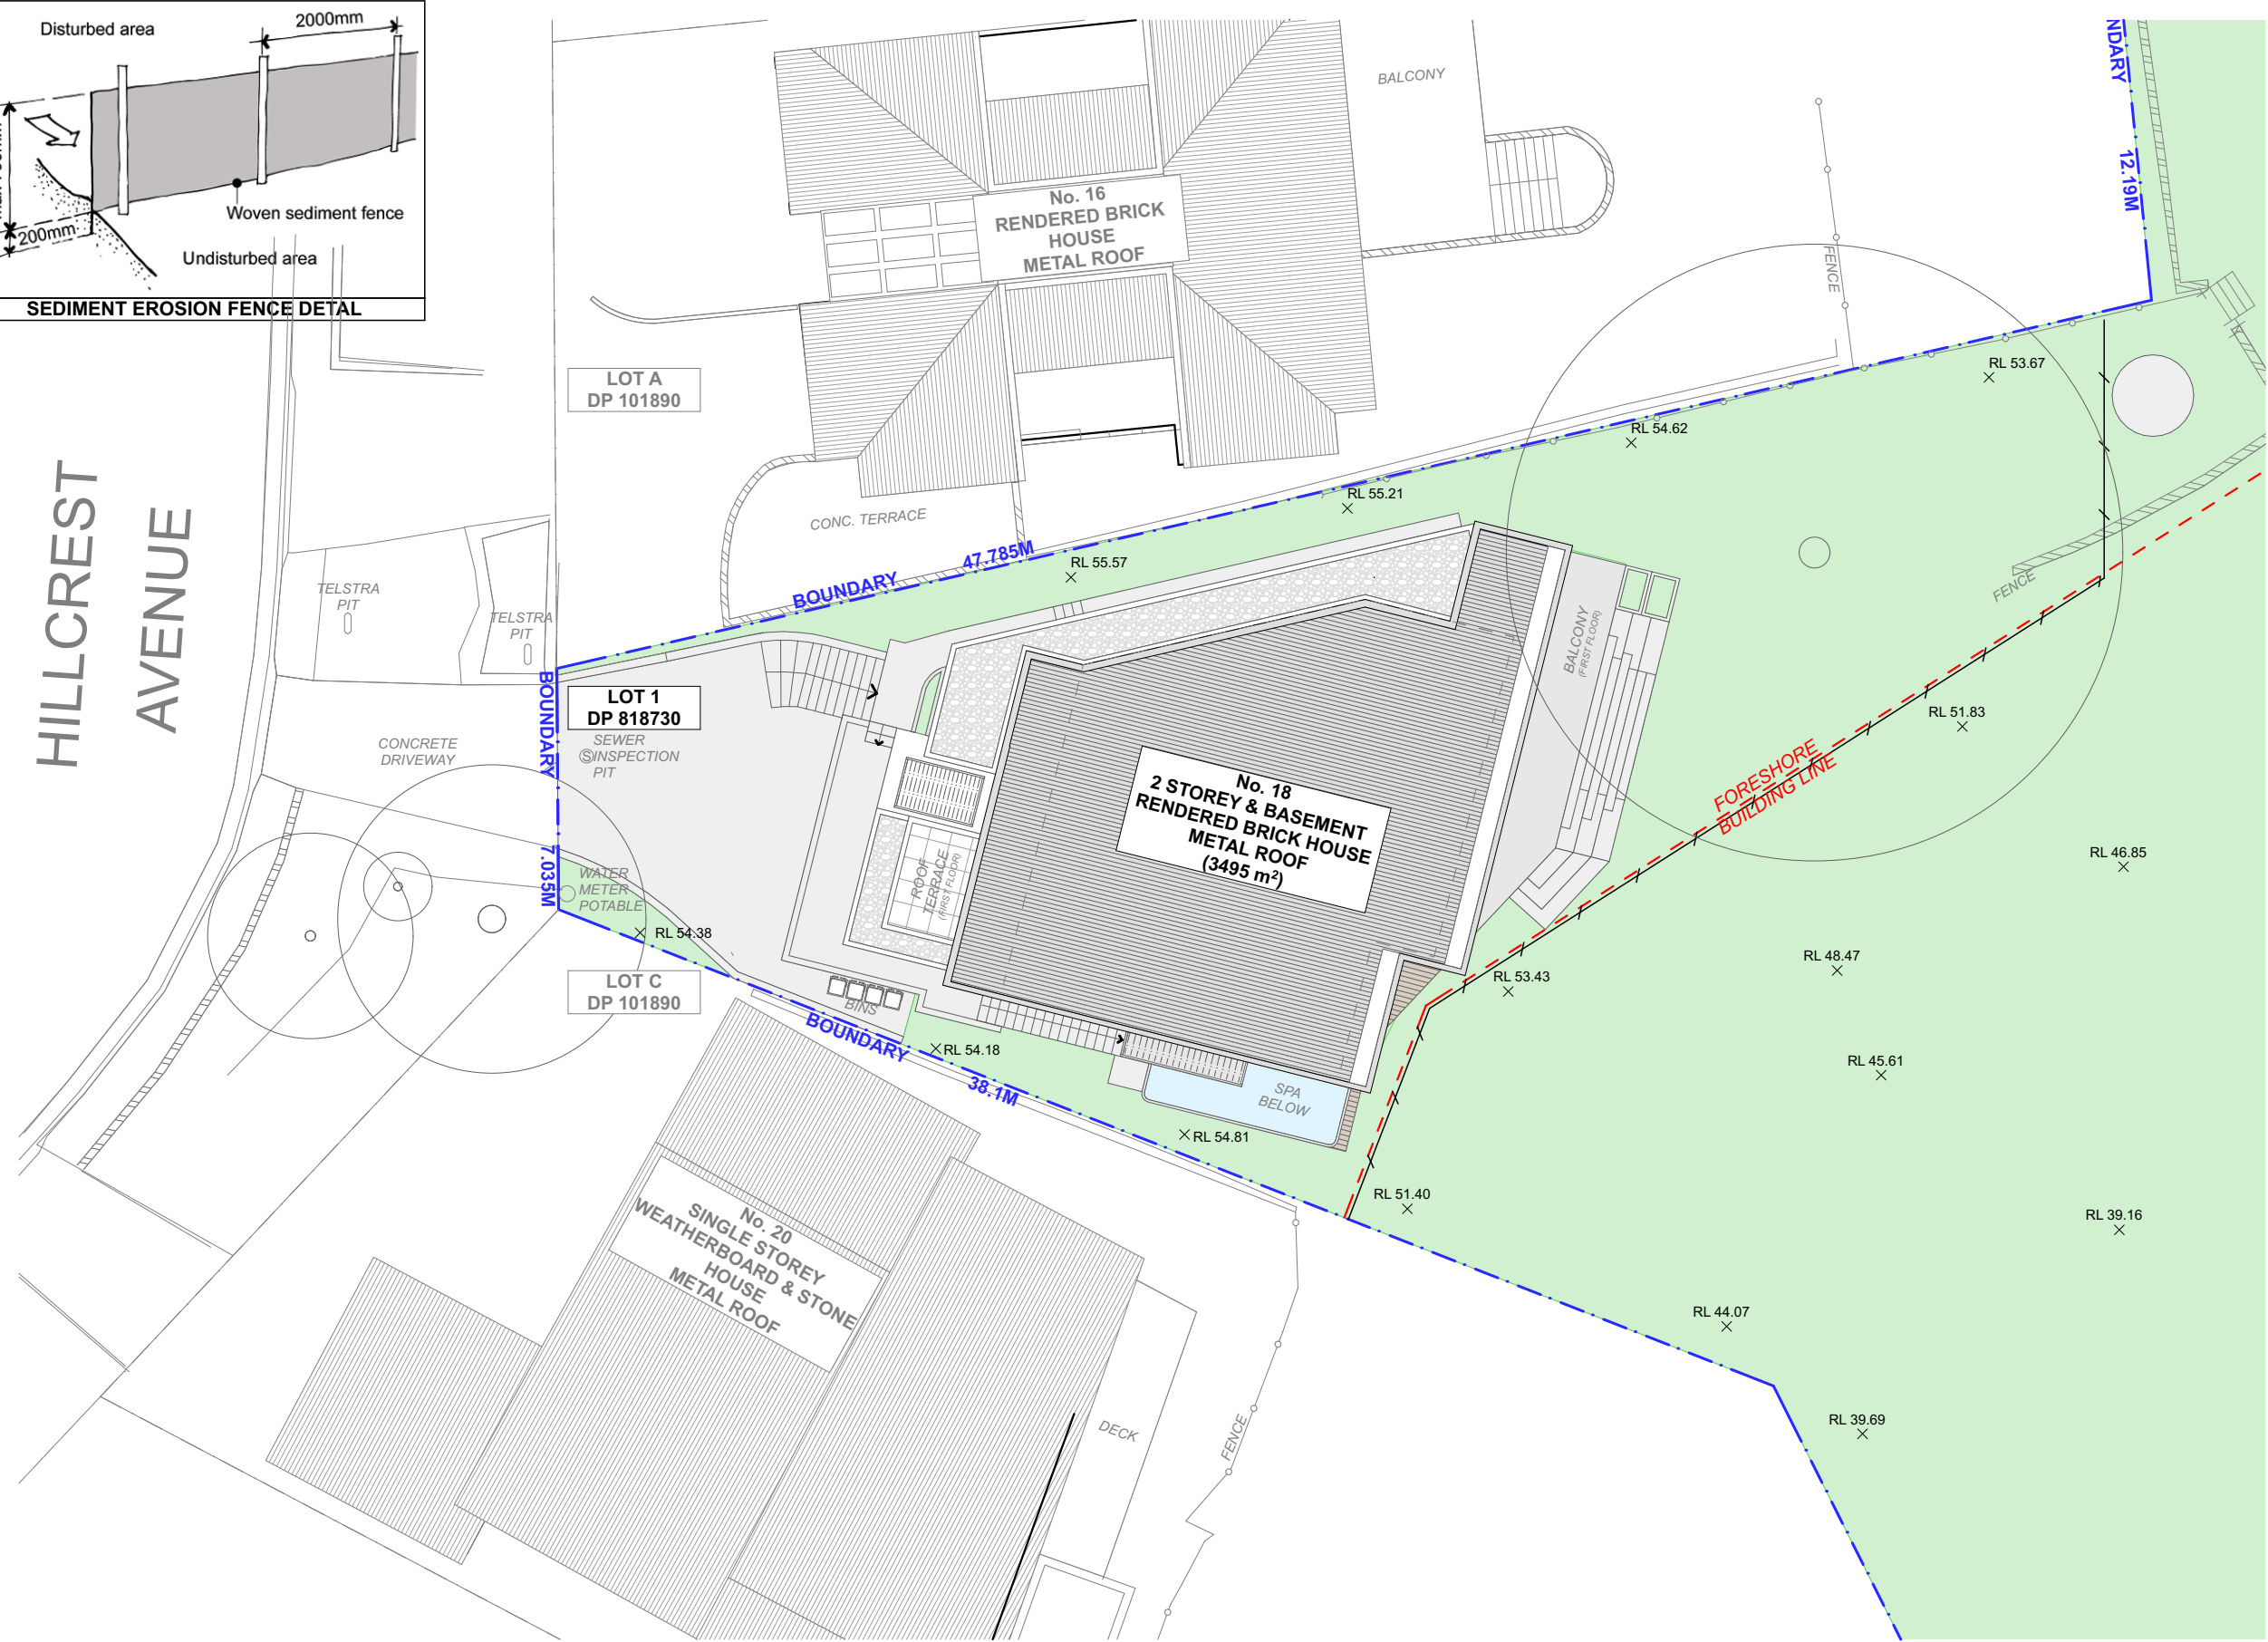 Disturbed area
2000mm
200mm
Woven sediment fence
Undisturbed area
SEDIMENT EROSION FENCE DETAL
HILLCREST
AVENUE
No. 16
RENDERED BRICK
HOUSE
METAL ROOF
BALCONY
FENCE
12.19M
LOT A
DP 101890
CONC. TERRACE
TELSTRA
PIT
TELSTRA
PIT
BOUNDARY
47.785M
RL 55.57
RL 55.21
RL 54.62
RL 53.67
FENCE
BOUNDARY
7.035M
LOT 1
DP 818730
SEWER
S INSPECTION
PIT
CONCRETE
DRIVEWAY
WATER
METER
POTABLE
RL 54.38
LOT C
DP 101890
ROOF
TERRACE
(FIRST FLOOR)
No. 18
2 STOREY & BASEMENT
RENDERED BRICK HOUSE
METAL ROOF
(3495 m²)
BALCONY
(FIRST FLOOR)
FORESHORE
BUILDING LINE
RL 51.83
RL 46.85
RL 48.47
RL 53.43
RL 45.61
BINS
BOUNDARY
38.1M
RL 54.18
SPA
BELOW
RL 54.81
RL 51.40
RL 39.16
RL 44.07
RL 39.69
No. 20
SINGLE STOREY
WEATHERBOARD & STONE
HOUSE
METAL ROOF
DECK
FENCE